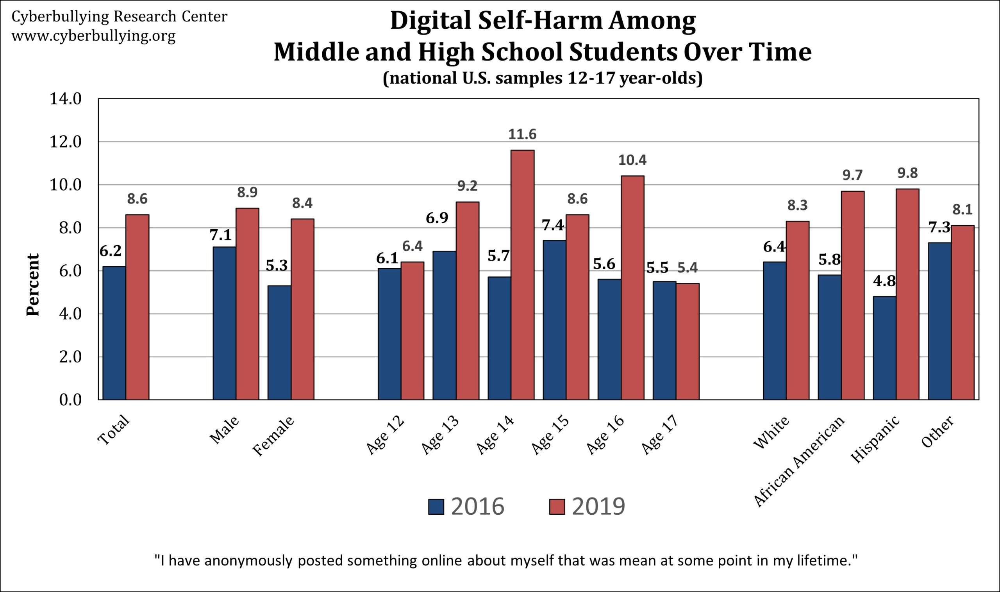 Cyberbullying Research Center
www.cyberbullying.org
Digital Self-Harm Among
Middle and High School Students Over Time
(national U.S. samples 12-17 year-olds)
Percent
14.0
12.0
10.0
8.0
6.0
4.0
2.0
0.0
6.2
8.6
7.1
8.9
5.3
8.4
6.1
6.4
6.9
9.2
5.7
11.6
7.4
8.6
5.6
10.4
5.5
5.4
6.4
8.3
5.8
9.7
4.8
9.8
7.3
8.1
Total
Male
Female
Age 12
Age 13
Age 14
Age 15
Age 16
Age 17
White
African American
Hispanic
Other
2016
2019
"I have anonymously posted something online about myself that was mean at some point in my lifetime."